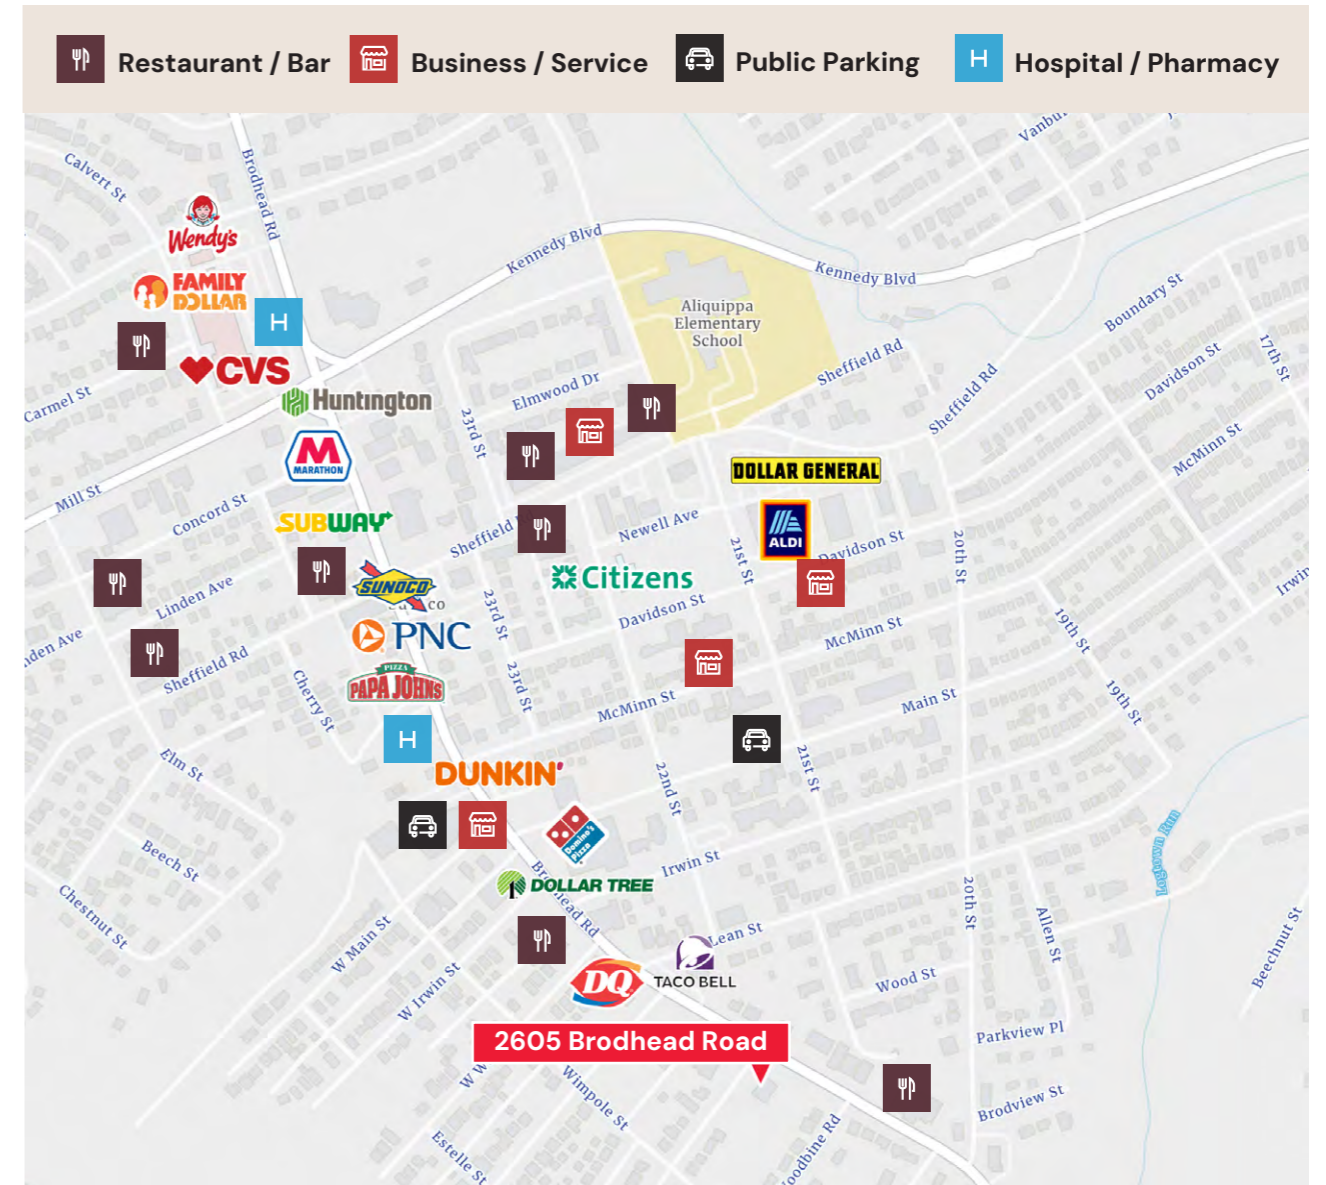 Restaurant / Bar
Business / Service
Public Parking
H
Hospital / Pharmacy
Calvert St
Brodhead Rd
Wendy's
FAMILY
DOLLAR
H
CVS
Huntington
M
MARATHON
SUBWAY
Carmel St
Mill St
Concord St
Kennedy Blvd
Kennedy Blvd
Aliquippa
Elementary
School
Elmwood Dr
23rd St
Sheffield Rd
Sheffield Rd
Boundary St
Davidson St
17th St
McMinn St
DOLLAR GENERAL
ALDI
Davidson St
Newell Ave
Sheffield
21st St
20th St
Citizens
Davidson St
SUNOCO
PNC
PIZZA
PAPA JOHNS
Linden Ave
Sheffield Rd
Cherry St
23rd St
23rd St
McMinn St
McMinn St
19th St
19th St
Main St
H
DUNKIN'
22nd St
21st St
Elm St
Beech St
Chestnut St
Domino's
Pizza
DOLLAR TREE
Irwin St
Brodhead Rd
Lean St
TACO BELL
DQ
W Main St
W Irwin St
20th St
Allen St
Logtown Run
Beechnut St
Wood St
Parkview Pl
Brodview St
2605 Brodhead Road
Wimpole St
Estelle St